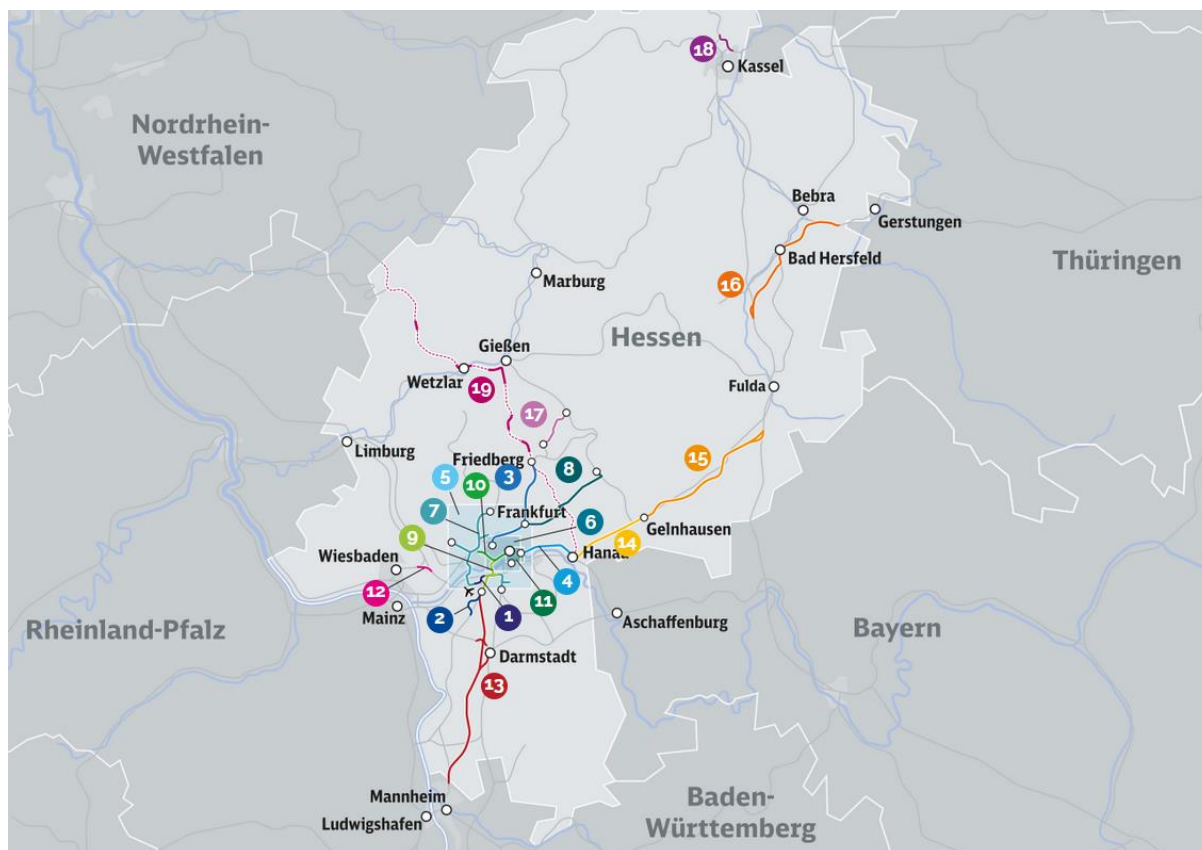 18
Kassel
Nordrhein-
Westfalen
Bebra
Gerstungen
Bad Hersfeld
Thüringen
Marburg
16
Hessen
Gießen
Wetzlar
19
Fulda
17
Limburg
Friedberg
15
5
10
3
8
Frankfurt
7
6
Gelnhausen
9
14
Wiesbaden
Hanau
4
12
11
Mainz
2
1
Aschaffenburg
Rheinland-Pfalz
Bayern
Darmstadt
13
Mannheim
Ludwigshafen
Baden-
Württemberg